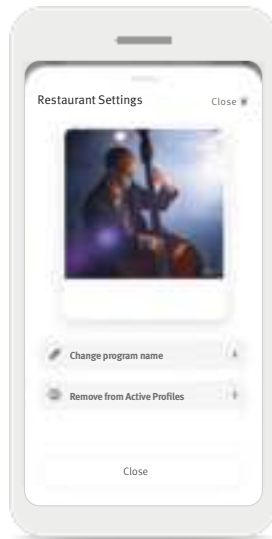 Restaurant Settings
Close
Change program name
Remove from Active Profiles
Close